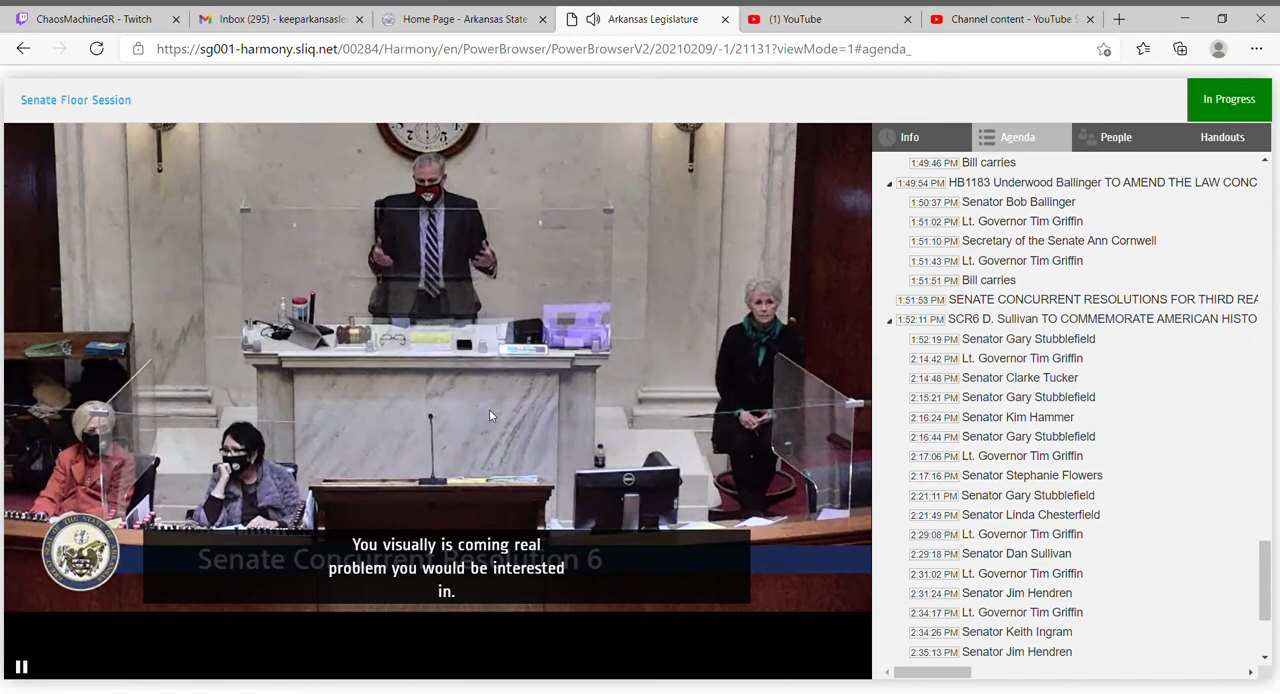 ChaosMachineGR - Twitch
Inbox (295) - keeparkansasle
Home Page - Arkansas State
Arkansas Legislature
(1) YouTube
Channel content - YouTube S
https://sg001-harmony.sliq.net/00284/Harmony/en/PowerBrowser/PowerBrowserV2/20210209/-1/21131?viewMode=1#agenda_
Senate Floor Session
In Progress
Info
Agenda
People
Handouts
1:49:46 PM Bill carries
1:49:54 PM HB1183 Underwood Ballinger TO AMEND THE LAW CONC
1:50:37 PM Senator Bob Ballinger
1:51:02 PM Lt. Governor Tim Griffin
1:51:10 PM Secretary of the Senate Ann Cornwell
1:51:43 PM Lt. Governor Tim Griffin
1:51:51 PM Bill carries
1:51:53 PM SENATE CONCURRENT RESOLUTIONS FOR THIRD REA
1:52:11 PM SCR6 D. Sullivan TO COMMEMORATE AMERICAN HISTO
1:52:19 PM Senator Gary Stubblefield
2:14:42 PM Lt. Governor Tim Griffin
2:14:48 PM Senator Clarke Tucker
2:15:21 PM Senator Gary Stubblefield
2:16:24 PM Senator Kim Hammer
2:16:44 PM Senator Gary Stubblefield
2:17:06 PM Lt. Governor Tim Griffin
2:17:16 PM Senator Stephanie Flowers
2:21:11 PM Senator Gary Stubblefield
2:21:49 PM Senator Linda Chesterfield
2:29:08 PM Lt. Governor Tim Griffin
2:29:18 PM Senator Dan Sullivan
2:31:02 PM Lt. Governor Tim Griffin
2:31:24 PM Senator Jim Hendren
2:34:17 PM Lt. Governor Tim Griffin
2:34:26 PM Senator Keith Ingram
2:35:13 PM Senator Jim Hendren
Senate Concurrent Resolution 6
You visually is coming real
problem you would be interested
in.